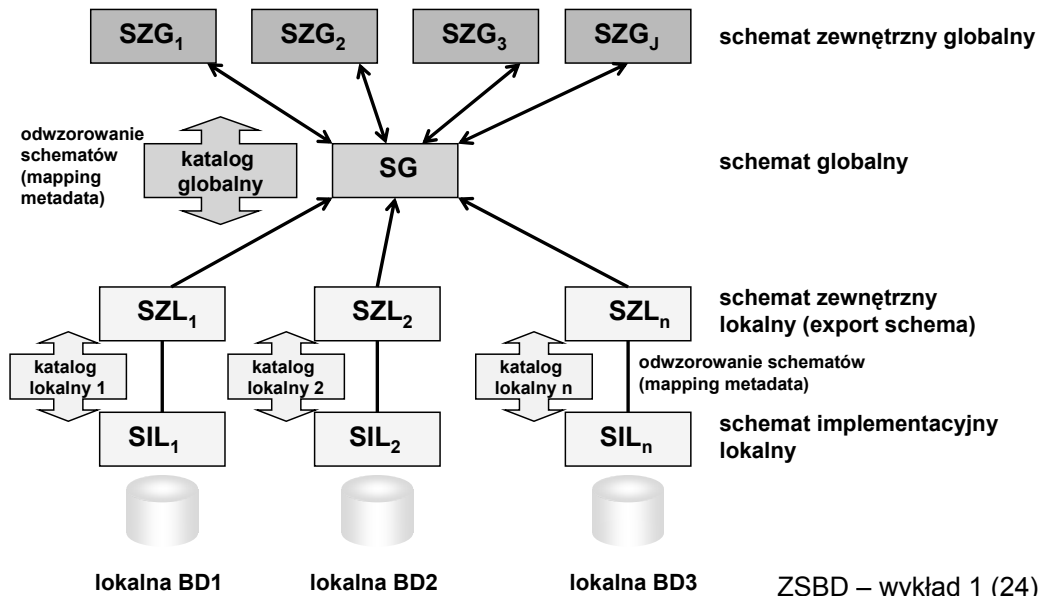 SZG1 SZG2 SZG3 SZGJ schemat zewnętrzny globalny
odwzorowanie
schematów
(mapping
metadata)
katalog
globalny
SG
schemat globalny
SZL1 SZL2 SZLn
schemat zewnętrzny
lokalny (export schema)
katalog
lokalny 1
katalog
lokalny 2
katalog
lokalny n
odwzorowanie schematów
(mapping metadata)
SIL1 SIL2 SILn
schemat implementacyjny
lokalny
lokalna BD1 lokalna BD2 lokalna BD3
ZSBD – wykład 1 (24)